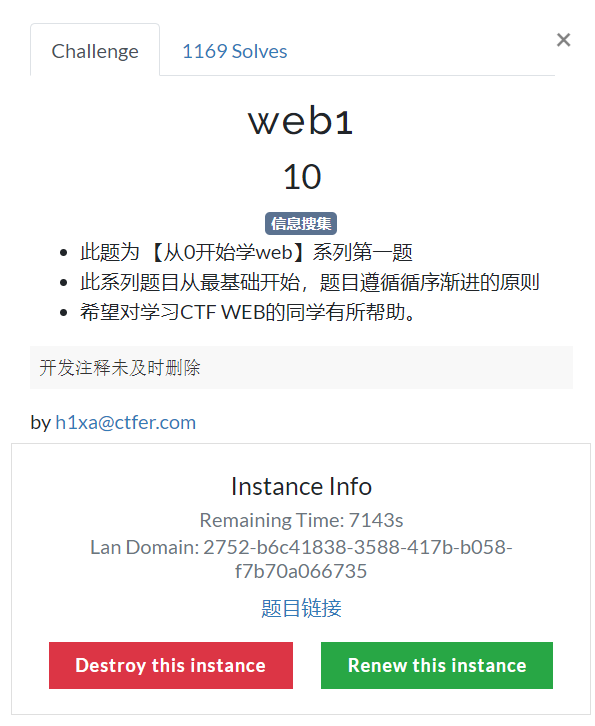 Challenge
1169 Solves
×
web1
10
信息搜集
此题为 【从0开始学web】系列第一题
此系列题目从最基础开始，题目遵循循序渐进的原则
希望对学习CTF WEB的同学有所帮助。
开发注释未及时删除
by h1xa@ctfer.com
Instance Info
Remaining Time: 7143s
Lan Domain: 2752-b6c41838-3588-417b-b058-
f7b70a066735
题目链接
Destroy this instance
Renew this instance